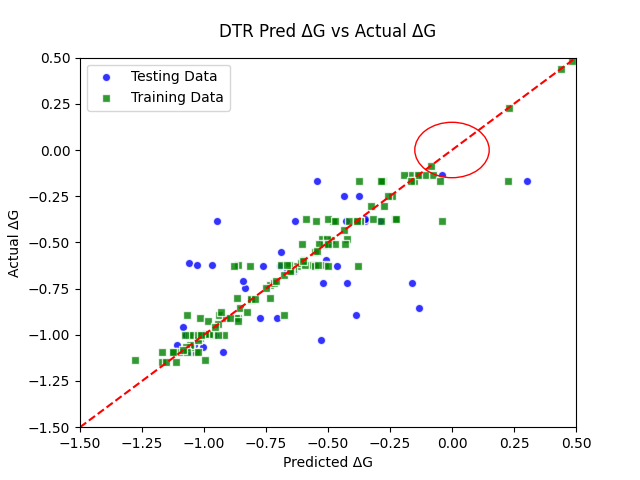 DTR Pred ΔG vs Actual ΔG
Testing Data
Training Data
Actual ΔG
0.50
0.25
0.00
−0.25
−0.50
−0.75
−1.00
−1.25
−1.50
−1.50 −1.25 −1.00 −0.75 −0.50 −0.25 0.00 0.25 0.50
Predicted ΔG